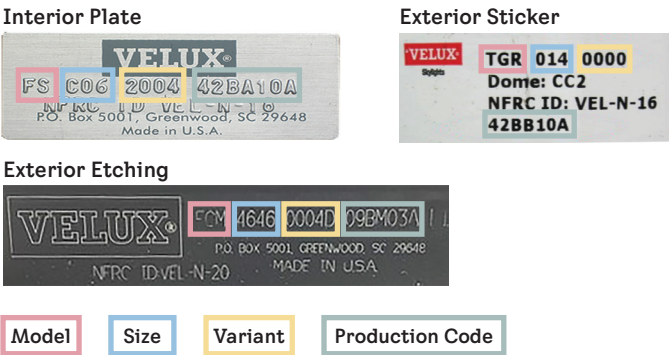 Interior Plate
VELUX®
FS C06 2004 42BA10A
NFRC ID VEL-N-18
P.O. Box 5001, Greenwood, SC 29648
Made in U.S.A.
Exterior Sticker
VELUX®
Skylights
TGR 014 0000
Dome: CC2
NFRC ID: VEL-N-16
42BB10A
Exterior Etching
VELUX®
FCM 4646 0004D 09BM03A
P.O. BOX 5001, GREENWOOD, SC 29648
NFRC ID:VEL-N-20
MADE IN U.S.A
Model
Size
Variant
Production Code